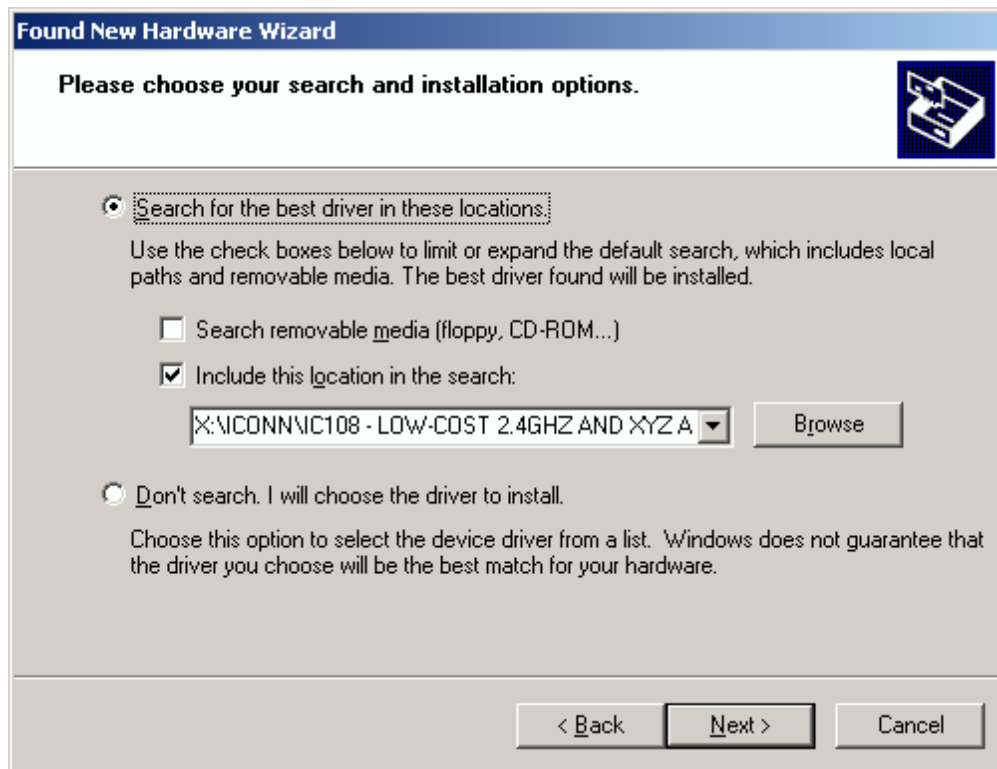 Found New Hardware Wizard
Please choose your search and installation options.
Search for the best driver in these locations.
Use the check boxes below to limit or expand the default search, which includes local
paths and removable media. The best driver found will be installed.
Search removable media (floppy, CD-ROM...)
Include this location in the search:
X:\ICONN\IC108 - LOW-COST 2.4GHZ AND XYZ A
Browse
Don't search. I will choose the driver to install.
Choose this option to select the device driver from a list.  Windows does not guarantee that
the driver you choose will be the best match for your hardware.
< Back
Next >
Cancel